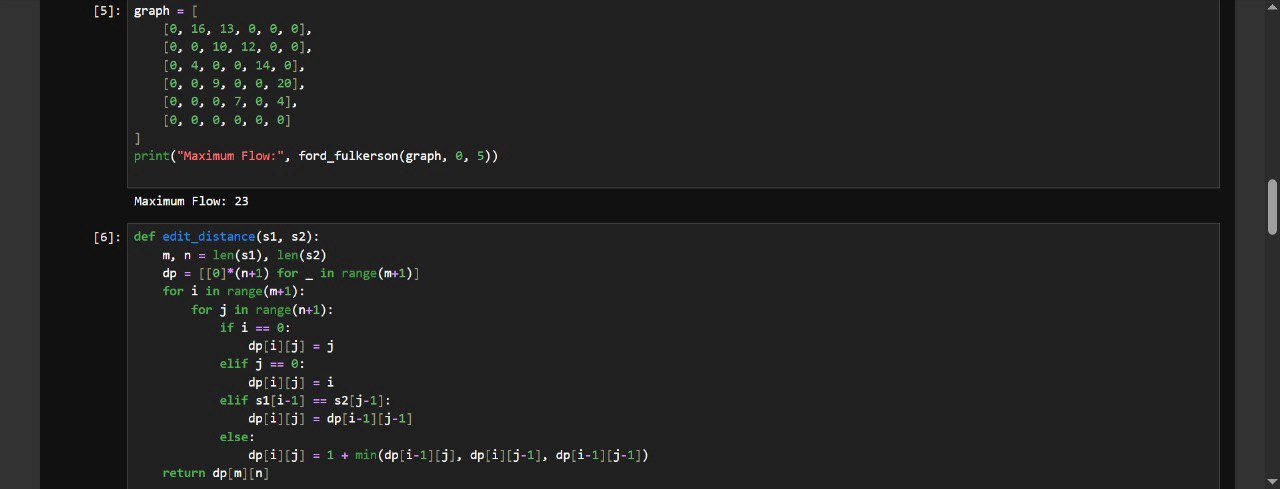 [5]: graph = [
    [0, 16, 13, 0, 0, 0],
    [0, 0, 10, 12, 0, 0],
    [0, 4, 0, 0, 14, 0],
    [0, 0, 9, 0, 0, 20],
    [0, 0, 0, 7, 0, 4],
    [0, 0, 0, 0, 0, 0]
]
print("Maximum Flow:", ford_fulkerson(graph, 0, 5))
Maximum Flow: 23
[6]: def edit_distance(s1, s2):
    m, n = len(s1), len(s2)
    dp = [[0]*(n+1) for _ in range(m+1)]
    for i in range(m+1):
        for j in range(n+1):
            if i == 0:
                dp[i][j] = j
            elif j == 0:
                dp[i][j] = i
            elif s1[i-1] == s2[j-1]:
                dp[i][j] = dp[i-1][j-1]
            else:
                dp[i][j] = 1 + min(dp[i-1][j], dp[i][j-1], dp[i-1][j-1])
    return dp[m][n]